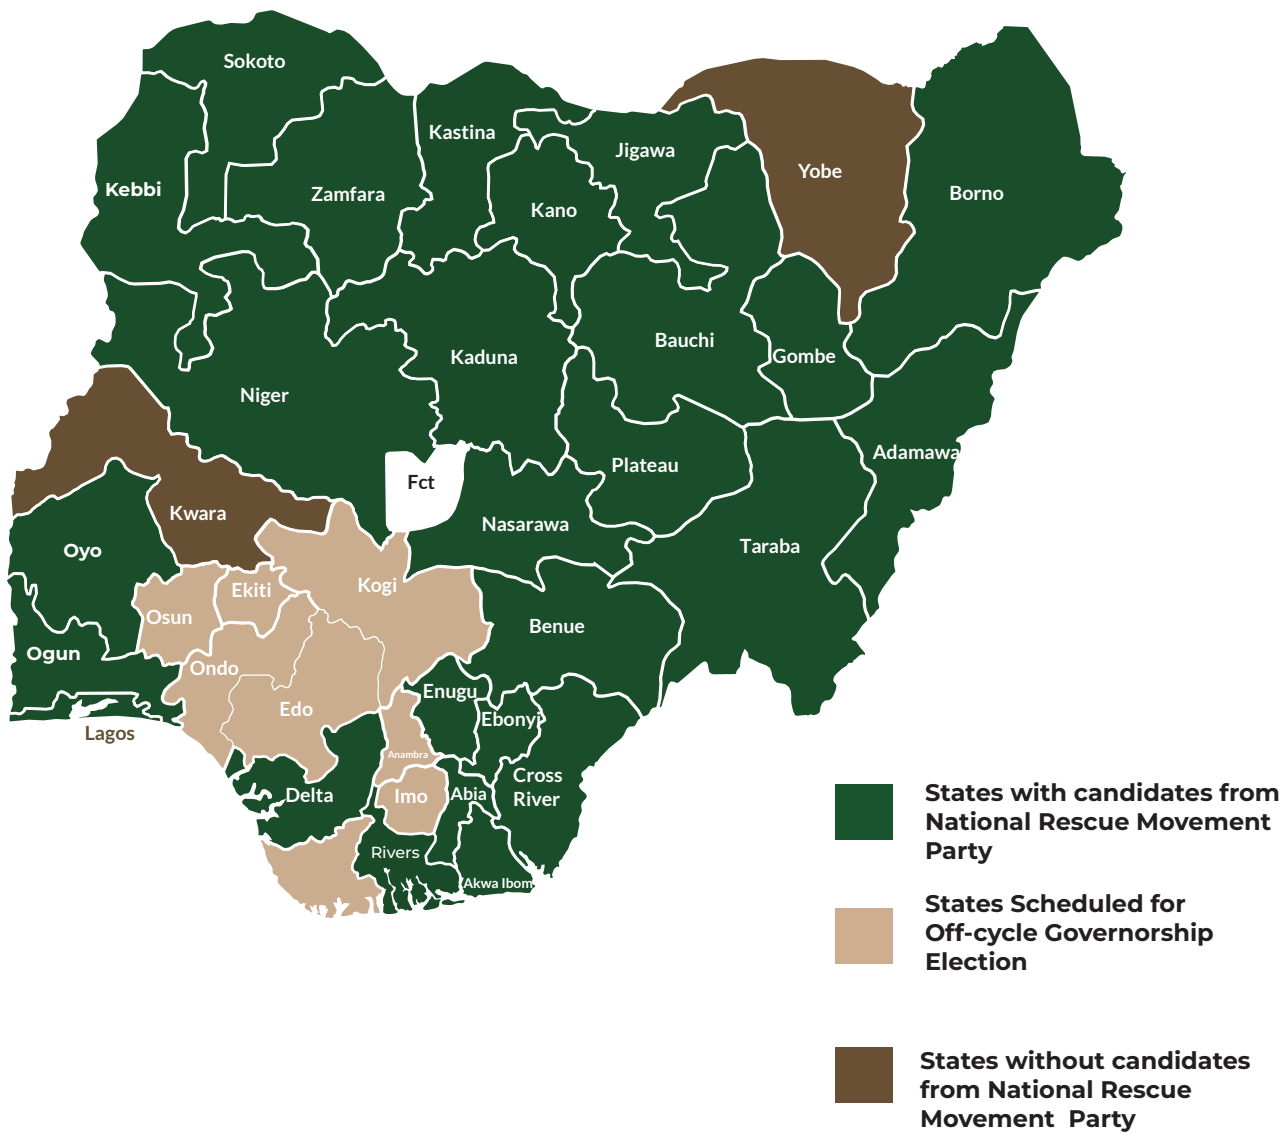 Sokoto
Kastina
Jigawa
Yobe
Borno
Kebbi
Zamfara
Kano
Bauchi
Gombe
Kaduna
Niger
Adamawa
Plateau
Fct
Kwara
Nasarawa
Taraba
Oyo
Kogi
Ekiti
Osun
Benue
Ogun
Ondo
Enugu
Edo
Ebonyi
Lagos
Anambra
Cross
River
Delta
Imo
Abia
Rivers
Akwa Ibom
States with candidates from
National Rescue Movement
Party
States Scheduled for
Off-cycle Governorship
Election
States without candidates
from National Rescue
Movement Party